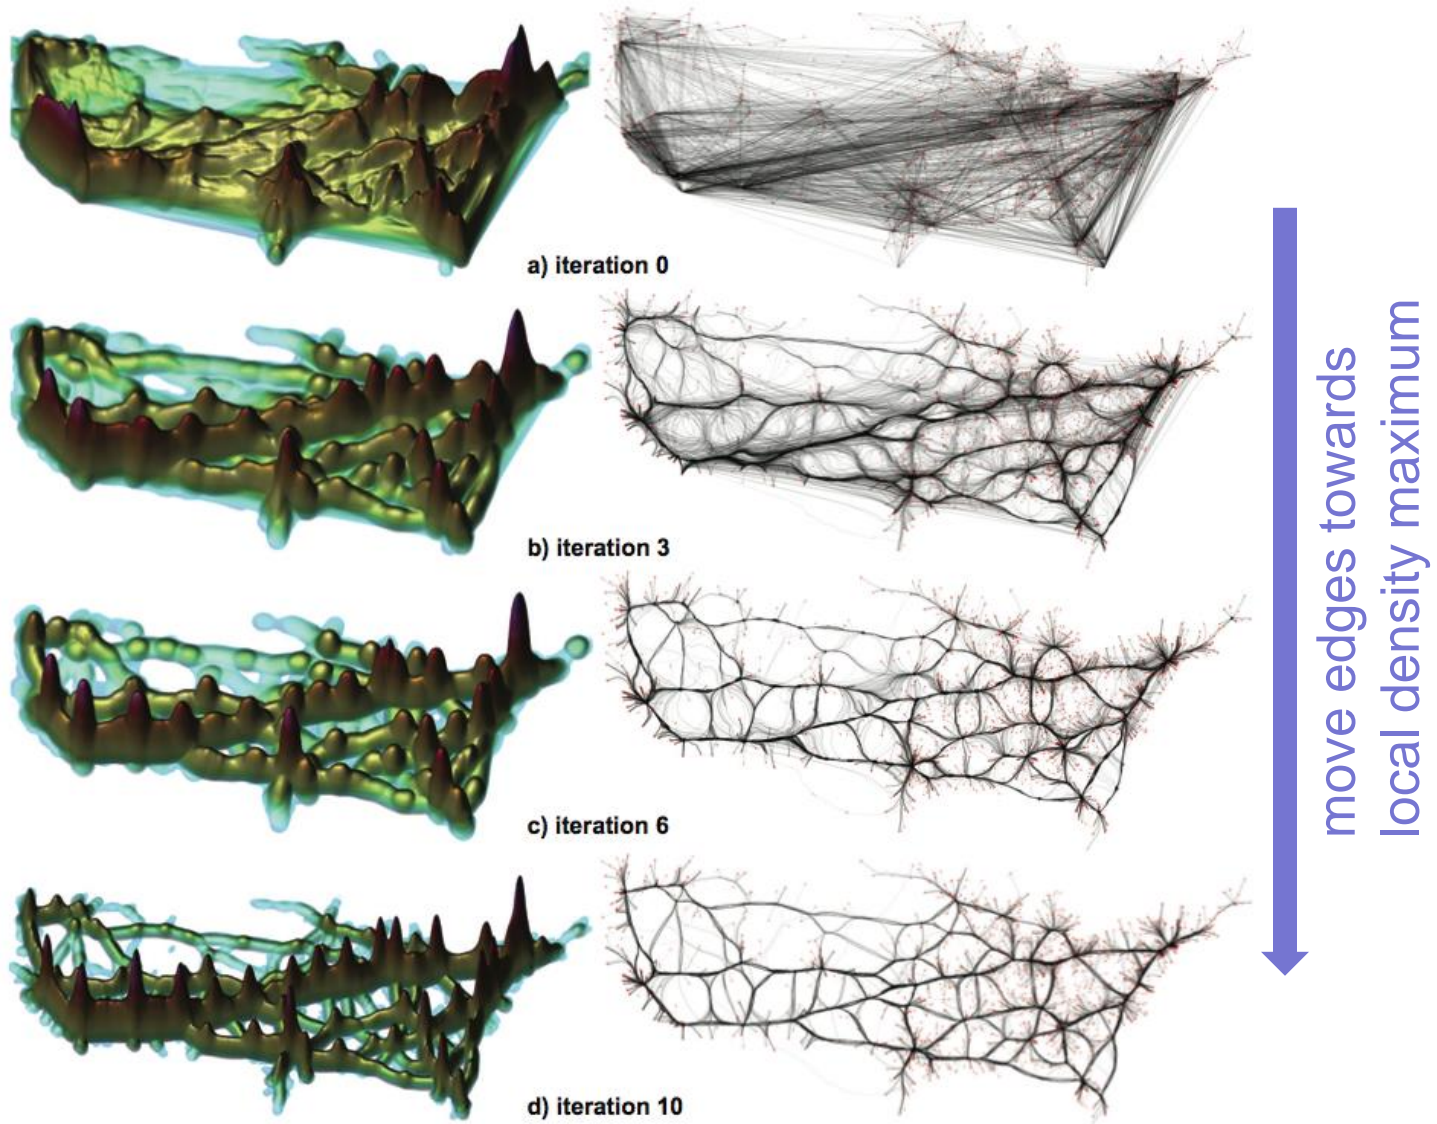 a) iteration 0
b) iteration 3
c) iteration 6
d) iteration 10
move edges towards
local density maximum